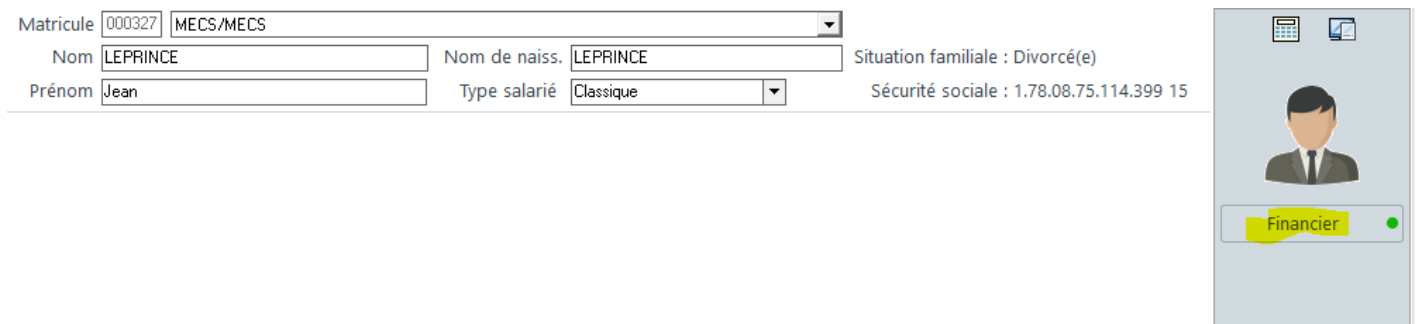 Matricule 000327 MECS/MECS
Nom LEPRINCE Nom de naiss. LEPRINCE Situation familiale : Divorcé(e)
Prénom Jean Type salarié Classique Sécurité sociale : 1.78.08.75.114.399 15
Financier